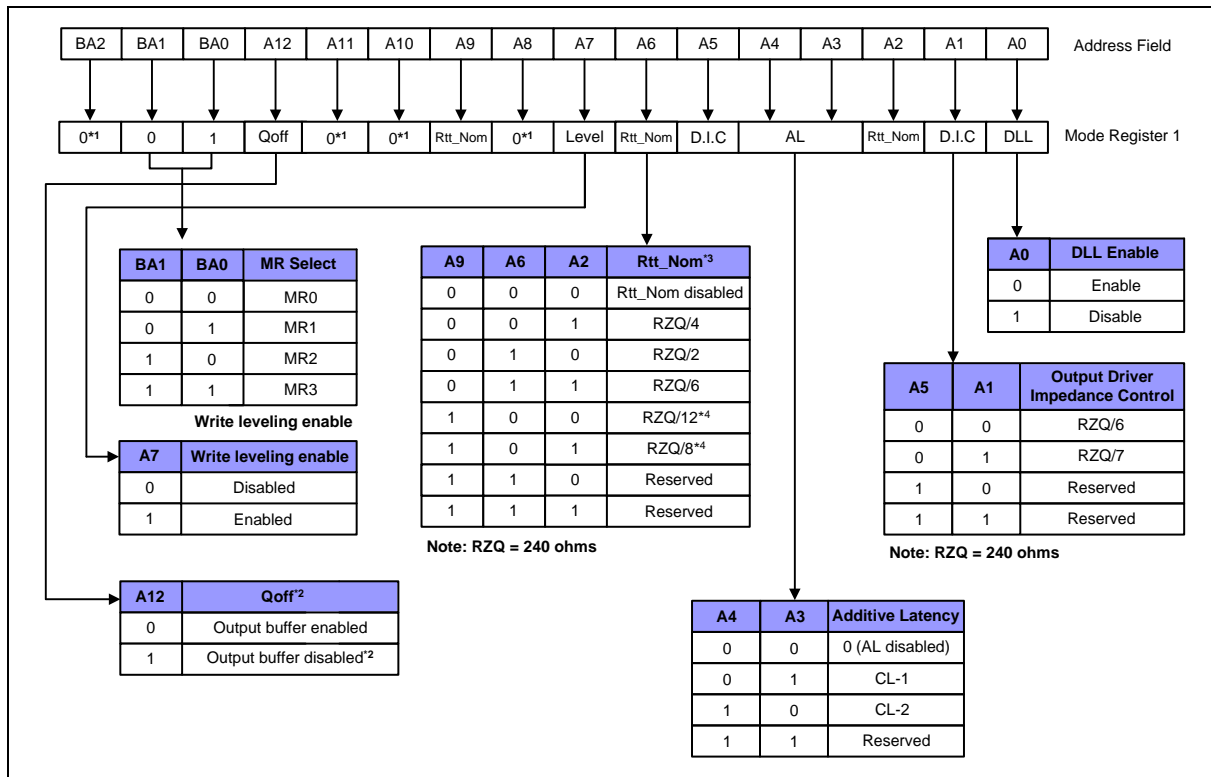 BA2 BA1 BA0 A12 A11 A10 A9 A8 A7 A6 A5 A4 A3 A2 A1 A0 Address Field
0*1 0 1 Qoff 0*1 0*1 Rtt_Nom 0*1 Level Rtt_Nom D.I.C AL Rtt_Nom D.I.C DLL Mode Register 1
BA1 BA0 MR Select
0 0 MR0
0 1 MR1
1 0 MR2
1 1 MR3
Write leveling enable
A7 Write leveling enable
0 Disabled
1 Enabled
A12 Qoff*2
0 Output buffer enabled
1 Output buffer disabled*2
A9 A6 A2 Rtt_Nom*3
0 0 0 Rtt_Nom disabled
0 0 1 RZQ/4
0 1 0 RZQ/2
0 1 1 RZQ/6
1 0 0 RZQ/12*4
1 0 1 RZQ/8*4
1 1 0 Reserved
1 1 1 Reserved
Note: RZQ = 240 ohms
A4 A3 Additive Latency
0 0 0 (AL disabled)
0 1 CL-1
1 0 CL-2
1 1 Reserved
A0 DLL Enable
0 Enable
1 Disable
A5 A1 Output Driver
Impedance Control
0 0 RZQ/6
0 1 RZQ/7
1 0 Reserved
1 1 Reserved
Note: RZQ = 240 ohms